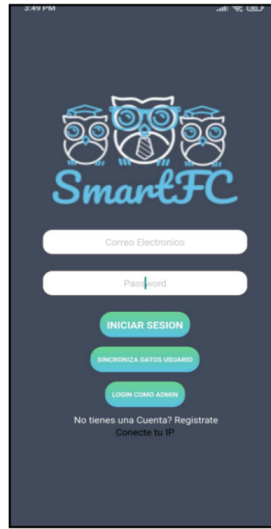 3:49 PM
SmartFC
Correo Electronico
Password
INICIAR SESION
SINCRONIZA DATOS USUARIO
LOGIN COMO ADMIN
No tienes una Cuenta? Registrate
Conecte tu IP